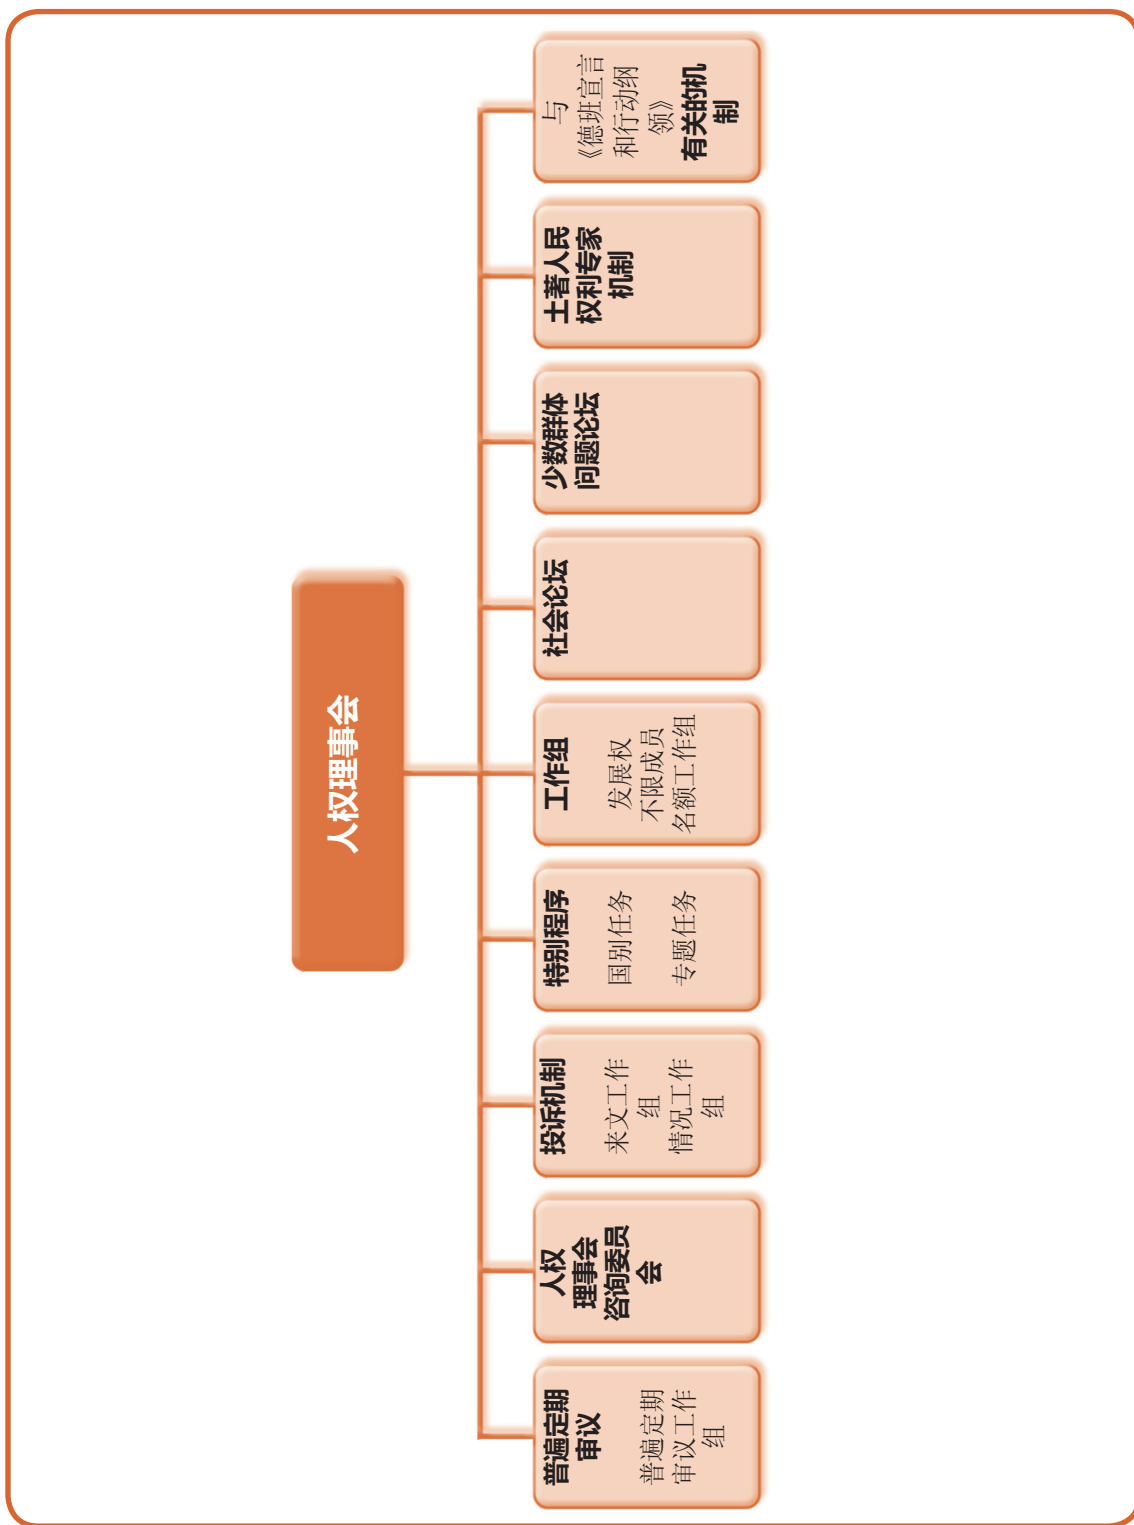 人权理事会
普遍定期
审议
普遍定期
审议工作
组
人权
理事会
咨询委员
会
投诉机制
来文工作
组
情况工作
组
特别程序
国别任务
专题任务
工作组
发展权
不限成员
名额工作组
社会论坛
少数群体
问题论坛
土著人民
权利专家
机制
与
《德班宣言
和行动纲
领》
有关的机
制